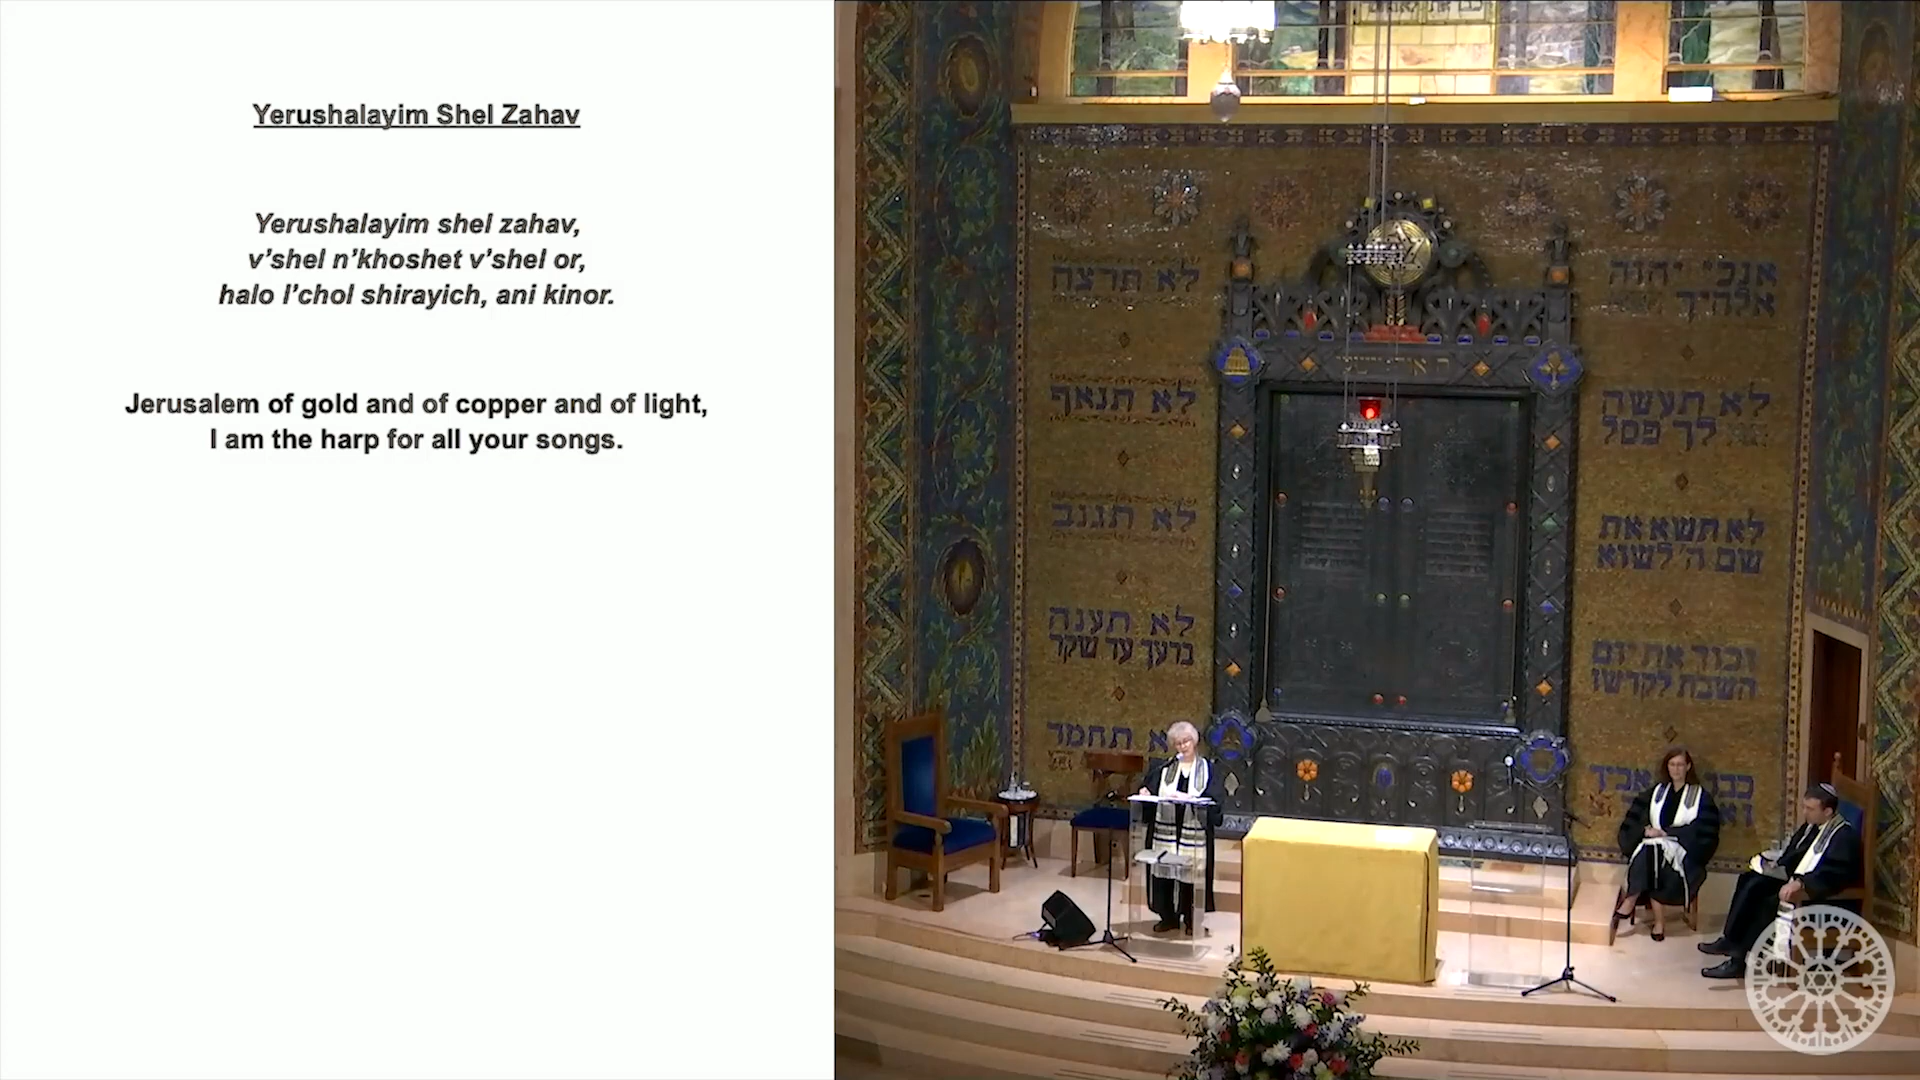 Yerushalayim Shel Zahav
Yerushalayim shel zahav,
v’shel n’khoshet v’shel or,
halo l’chol shirayich, ani kinor.
Jerusalem of gold and of copper and of light,
I am the harp for all your songs.
אנכי יהוה
אלהיך
לא תעשה
לך פסל
לא תשא את
שם ה' לשוא
זכור את יום
השבת לקדשו
לא תרצח
לא תנאף
לא תגנב
לא תענה
ברעך עד שקר
תחמד